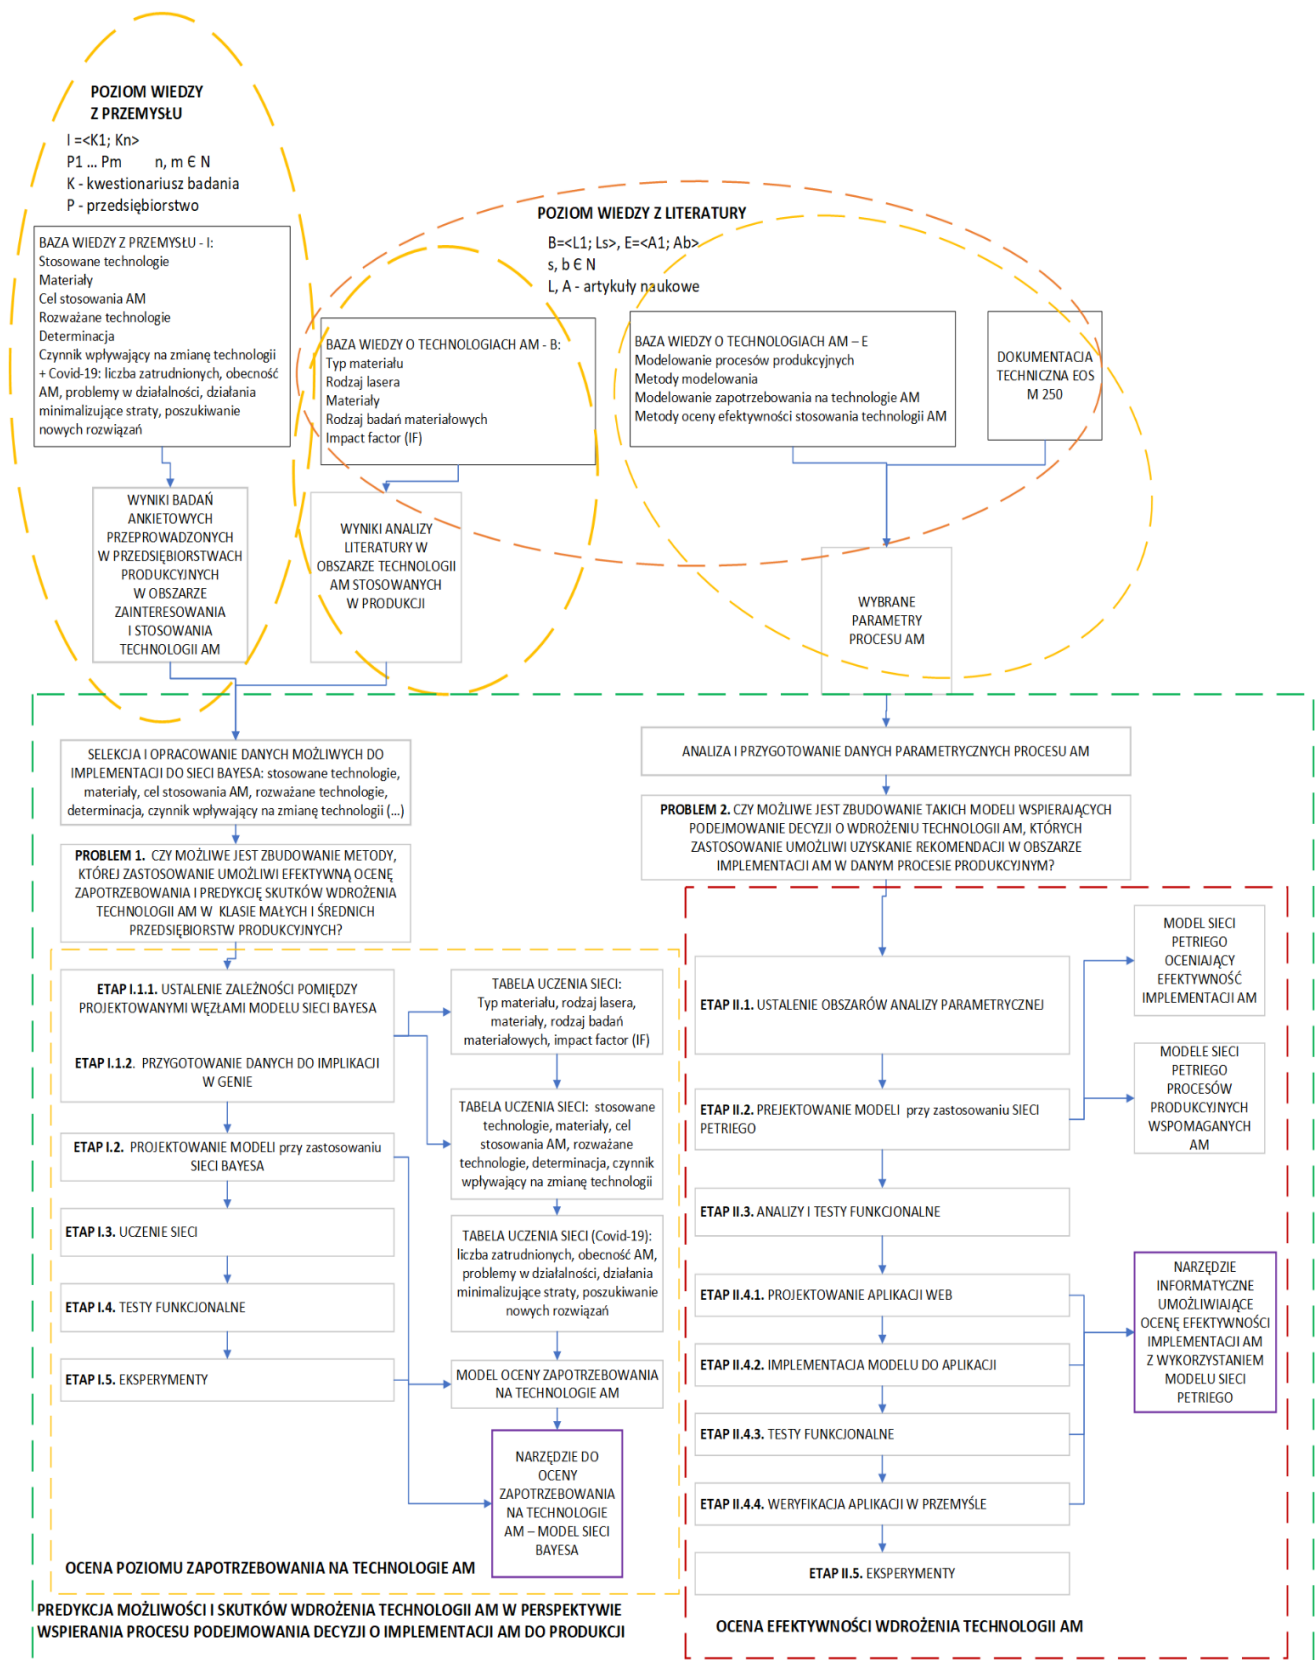 POZIOM WIEDZY
Z PRZEMYSŁU
I =<K1; Kn>
P1 ... Pm n, m Є N
K - kwestionariusz badania
P - przedsiębiorstwo
BAZA WIEDZY Z PRZEMYSŁU - I:
Stosowane technologie
Materiały
Cel stosowania AM
Rozważane technologie
Determinacja
Czynnik wpływający na zmianę technologii
+ Covid-19: liczba zatrudnionych, obecność
AM, problemy w działalności, działania
minimalizujące straty, poszukiwanie
nowych rozwiązań
POZIOM WIEDZY Z LITERATURY
B=<L1; Ls>, E=<A1; Ab>
s, b Є N
L, A - artykuły naukowe
BAZA WIEDZY O TECHNOLOGIACH AM - B:
Typ materiału
Rodzaj lasera
Materiały
Rodzaj badań materiałowych
Impact factor (IF)
BAZA WIEDZY O TECHNOLOGIACH AM – E
Modelowanie procesów produkcyjnych
Metody modelowania
Modelowanie zapotrzebowania na technologie AM
Metody oceny efektywności stosowania technologii AM
DOKUMENTACJA
TECHNICZNA EOS
M 250
WYNIKI BADAŃ
ANKIETOWYCH
PRZEPROWADZONYCH
W PRZEDSIĘBIORSTWACH
PRODUKCYJNYCH
W OBSZARZE
ZAINTERESOWANIA
I STOSOWANIA
TECHNOLOGII AM
WYNIKI ANALIZY
LITERATURY W
OBSZARZE TECHNOLOGII
AM STOSOWANYCH
W PRODUKCJI
WYBRANE
PARAMETRY
PROCESU AM
SELEKCJA I OPRACOWANIE DANYCH MOŻLIWYCH DO
IMPLEMENTACJI DO SIECI BAYESA: stosowane technologie,
materiały, cel stosowania AM, rozważane technologie,
determinacja, czynnik wpływający na zmianę technologii (...)
PROBLEM 1. CZY MOŻLIWE JEST ZBUDOWANIE METODY,
KTÓREJ ZASTOSOWANIE UMOŻLIWI EFEKTYWNĄ OCENĘ
ZAPOTRZEBOWANIA I PREDYKCJĘ SKUTKÓW WDROŻENIA
TECHNOLOGII AM W KLASIE MAŁYCH I ŚREDNICH
PRZEDSIĘBIORSTW PRODUKCYJNYCH?
ANALIZA I PRZYGOTOWANIE DANYCH PARAMETRYCZNYCH PROCESU AM
PROBLEM 2. CZY MOŻLIWE JEST ZBUDOWANIE TAKICH MODELI WSPIERAJĄCYCH
PODEJMOWANIE DECYZJI O WDROŻENIU TECHNOLOGII AM, KTÓRYCH
ZASTOSOWANIE UMOŻLIWI UZYSKANIE REKOMENDACJI W OBSZARZE
IMPLEMENTACJI AM W DANYM PROCESIE PRODUKCYJNYM?
ETAP I.1.1. USTALENIE ZALEŻNOŚCI POMIĘDZY
PROJEKTOWANYMI WĘZŁAMI MODELU SIECI BAYESA
ETAP I.1.2. PRZYGOTOWANIE DANYCH DO IMPLIKACJI
W GENIE
ETAP I.2. PROJEKTOWANIE MODELI przy zastosowaniu
SIECI BAYESA
ETAP I.3. UCZENIE SIECI
ETAP I.4. TESTY FUNKCJONALNE
ETAP I.5. EKSPERYMENTY
TABELA UCZENIA SIECI:
Typ materiału, rodzaj lasera,
materiały, rodzaj badań
materiałowych, impact factor (IF)
TABELA UCZENIA SIECI: stosowane
technologie, materiały, cel
stosowania AM, rozważane
technologie, determinacja, czynnik
wpływający na zmianę technologii
TABELA UCZENIA SIECI (Covid-19):
liczba zatrudnionych, obecność AM,
problemy w działalności, działania
minimalizujące straty, poszukiwanie
nowych rozwiązań
MODEL OCENY ZAPOTRZEBOWANIA
NA TECHNOLOGIE AM
NARZĘDZIE DO
OCENY
ZAPOTRZEBOWANIA
NA TECHNOLOGIE
AM – MODEL SIECI
BAYESA
OCENA POZIOMU ZAPOTRZEBOWANIA NA TECHNOLOGIE AM
PREDYKCJA MOŻLIWOŚCI I SKUTKÓW WDROŻENIA TECHNOLOGII AM W PERSPEKTYWIE
WSPIERANIA PROCESU PODEJMOWANIA DECYZJI O IMPLEMENTACJI AM DO PRODUKCJI
ETAP II.1. USTALENIE OBSZARÓW ANALIZY PARAMETRYCZNEJ
ETAP II.2. PREJEKTOWANIE MODELI przy zastosowaniu SIECI
PETRIEGO
ETAP II.3. ANALIZY I TESTY FUNKCJONALNE
ETAP II.4.1. PROJEKTOWANIE APLIKACJI WEB
ETAP II.4.2. IMPLEMENTACJA MODELU DO APLIKACJI
ETAP II.4.3. TESTY FUNKCJONALNE
ETAP II.4.4. WERYFIKACJA APLIKACJI W PRZEMYŚLE
ETAP II.5. EKSPERYMENTY
MODEL SIECI
PETRIEGO
OCENIAJĄCY
EFEKTYWNOŚĆ
IMPLEMENTACJI AM
MODELE SIECI
PETRIEGO
PROCESÓW
PRODUKCYJNYCH
WSPOMAGANYCH
AM
NARZĘDZIE
INFORMATYCZNE
UMOŻLIWIAJĄCE
OCENĘ EFEKTYWNOŚCI
IMPLEMENTACJI AM
Z WYKORZYSTANIEM
MODELU SIECI
PETRIEGO
OCENA EFEKTYWNOŚCI WDROŻENIA TECHNOLOGII AM